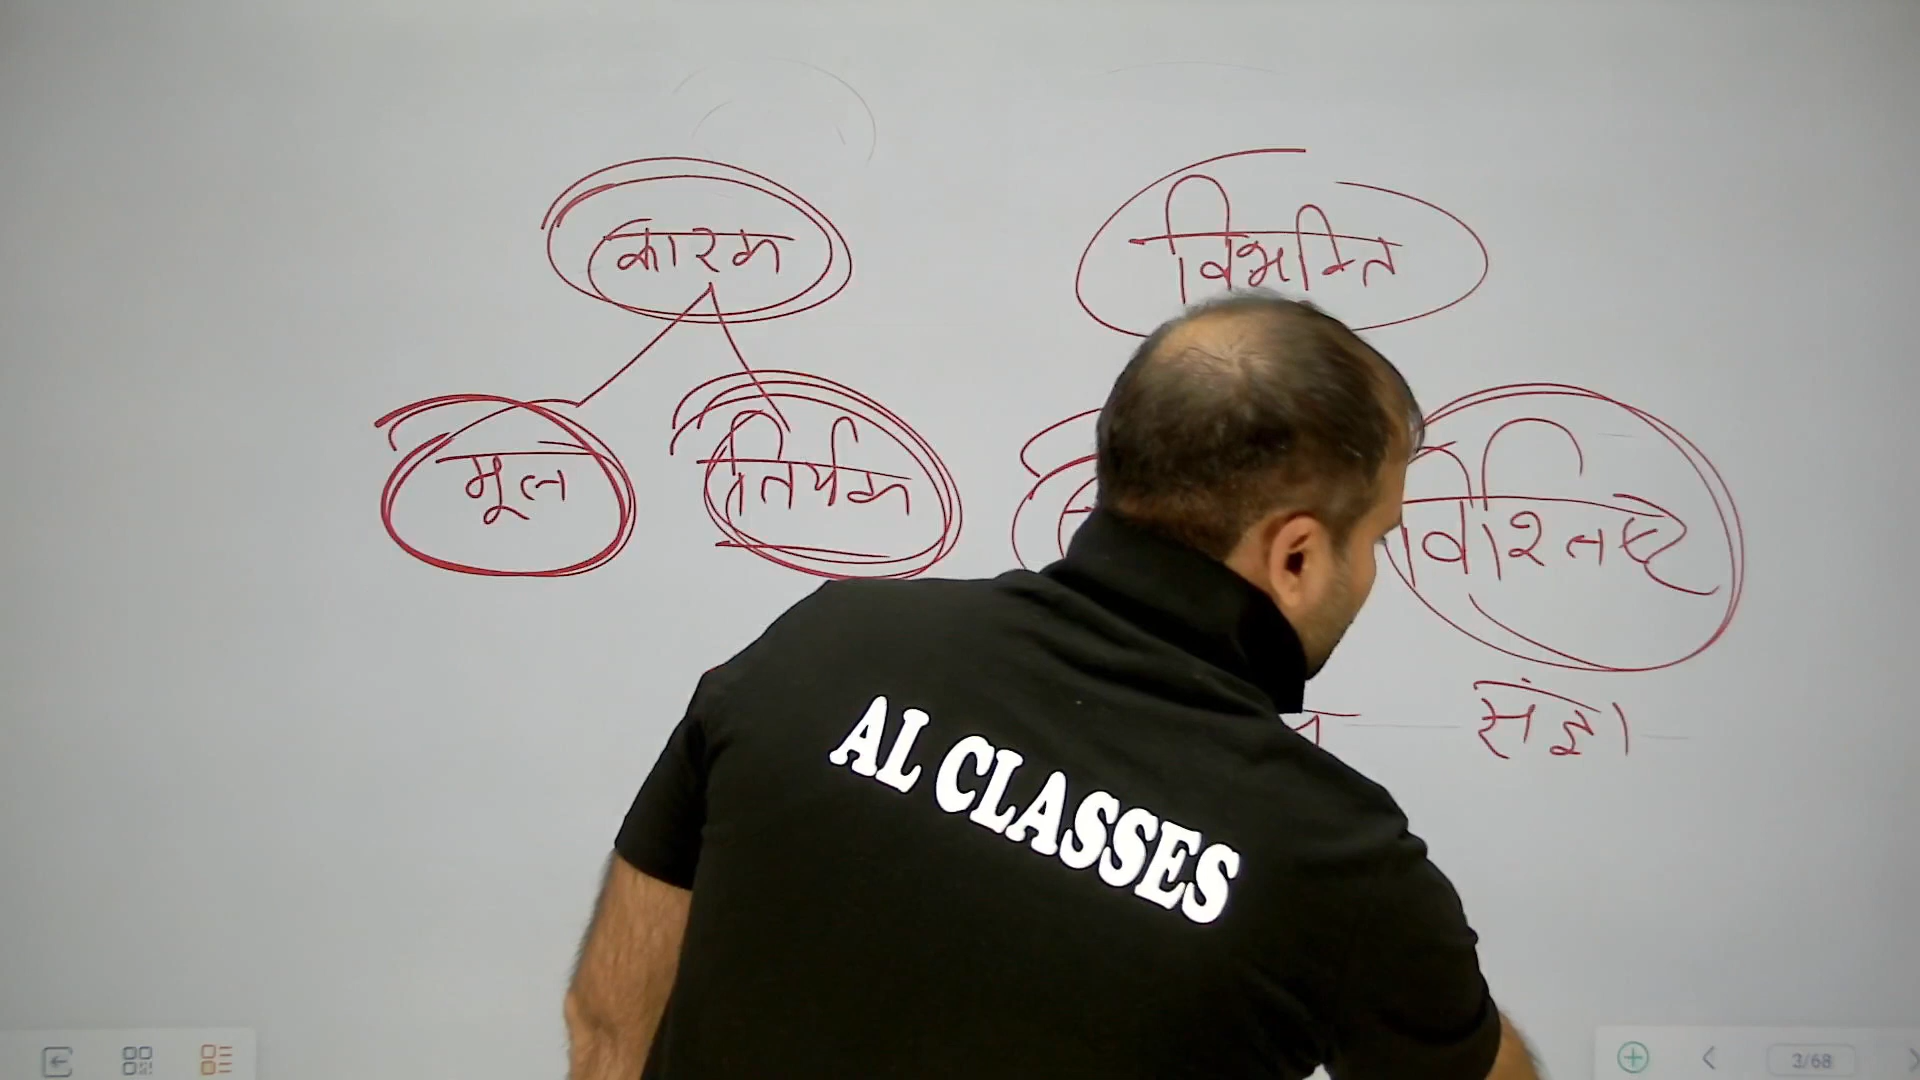 कारक
विभक्ति
मूल तिर्यक विश्लिष्ट
संज्ञा
AL CLASSES
3/68